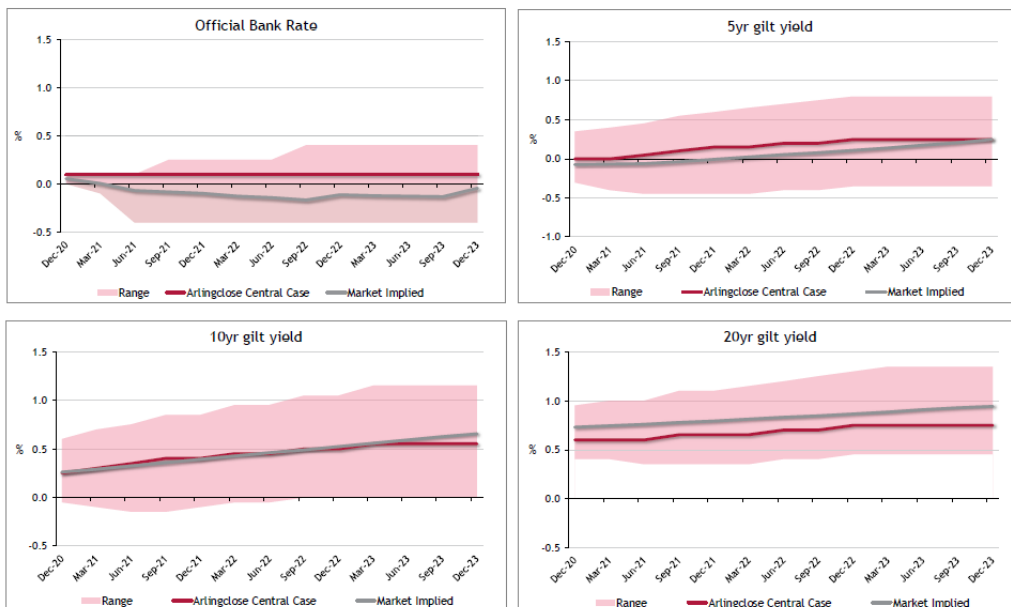 Official Bank Rate
1.5
1.0
0.5
0.0
-0.5
%
Dec-20 Mar-21 Jun-21 Sep-21 Dec-21 Mar-22 Jun-22 Sep-22 Dec-22 Mar-23 Jun-23 Sep-23 Dec-23
Range Arlingclose Central Case Market Implied
5yr gilt yield
1.5
1.0
0.5
0.0
-0.5
-1.0
%
Dec-20 Mar-21 Jun-21 Sep-21 Dec-21 Mar-22 Jun-22 Sep-22 Dec-22 Mar-23 Jun-23 Sep-23 Dec-23
Range Arlingclose Central Case Market Implied
10yr gilt yield
1.5
1.0
0.5
0.0
-0.5
%
Dec-20 Mar-21 Jun-21 Sep-21 Dec-21 Mar-22 Jun-22 Sep-22 Dec-22 Mar-23 Jun-23 Sep-23 Dec-23
Range Arlingclose Central Case Market Implied
20yr gilt yield
1.5
1.0
0.5
0.0
-0.5
%
Dec-20 Mar-21 Jun-21 Sep-21 Dec-21 Mar-22 Jun-22 Sep-22 Dec-22 Mar-23 Jun-23 Sep-23 Dec-23
Range Arlingclose Central Case Market Implied